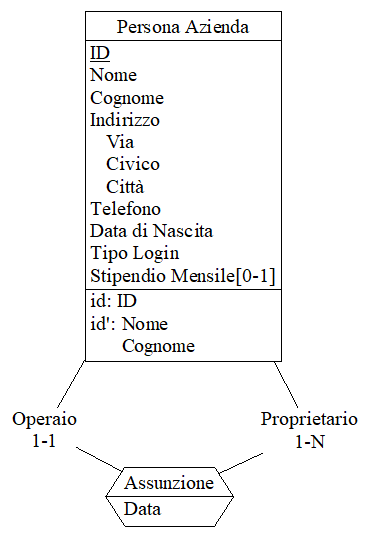 Persona Azienda
ID
Nome
Cognome
Indirizzo
Via
Civico
Città
Telefono
Data di Nascita
Tipo Login
Stipendio Mensile[0-1]
id: ID
id': Nome
Cognome
Operaio
1-1
Proprietario
1-N
Assunzione
Data